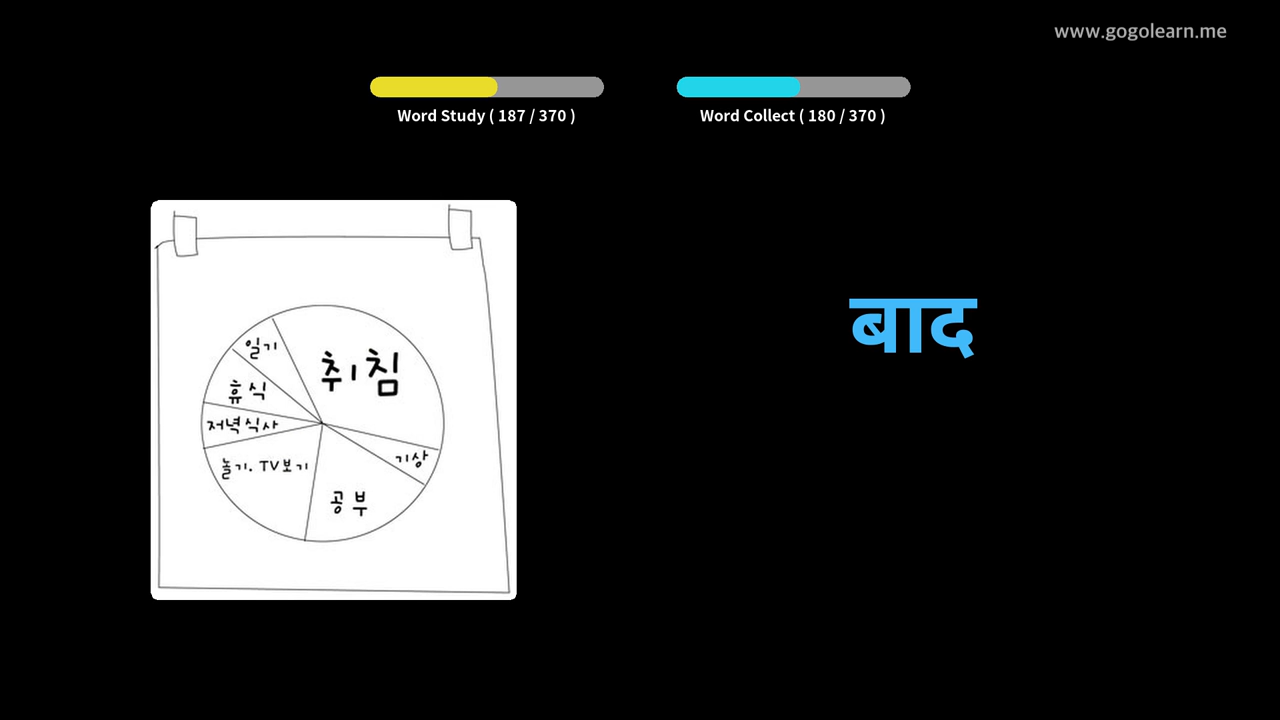 www.gogolearn.me
Word Study ( 187 / 370 )
Word Collect ( 180 / 370 )
일기
취침
휴식
저녁식사
기상
놀기. TV보기
공부
बाद